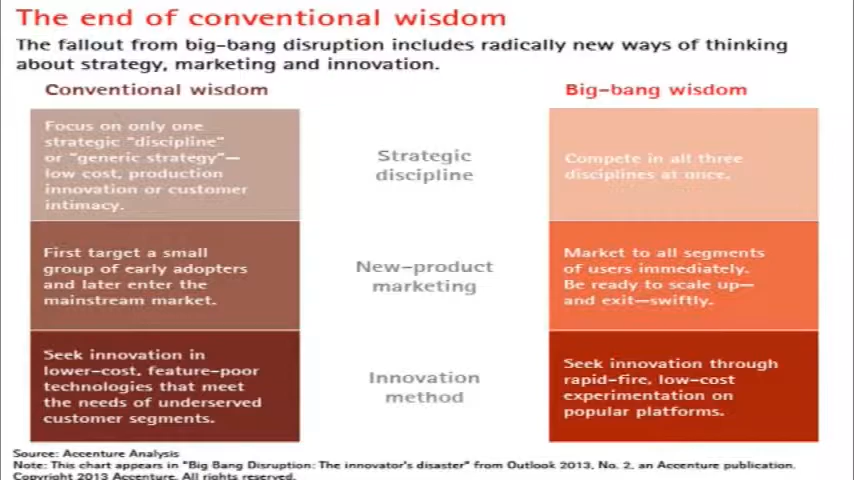 The end of conventional wisdom
The fallout from big-bang disruption includes radically new ways of thinking
about strategy, marketing and innovation.
Conventional wisdom
Big-bang wisdom
Focus on only one
strategic "discipline"
or "generic strategy"—
low cost, production
innovation or customer
intimacy.
Strategic
discipline
Compete in all three
disciplines at once.
First target a small
group of early adopters
and later enter the
mainstream market.
New-product
marketing
Market to all segments
of users immediately.
Be ready to scale up—
and exit—swiftly.
Seek innovation in
lower-cost, feature-poor
technologies that meet
the needs of underserved
customer segments.
Innovation
method
Seek innovation through
rapid-fire, low-cost
experimentation on
popular platforms.
Source: Accenture Analysis
Note: This chart appears in "Big Bang Disruption: The innovator's disaster" from Outlook 2013, No. 2, an Accenture publication.
Copyright 2013 Accenture. All rights reserved.